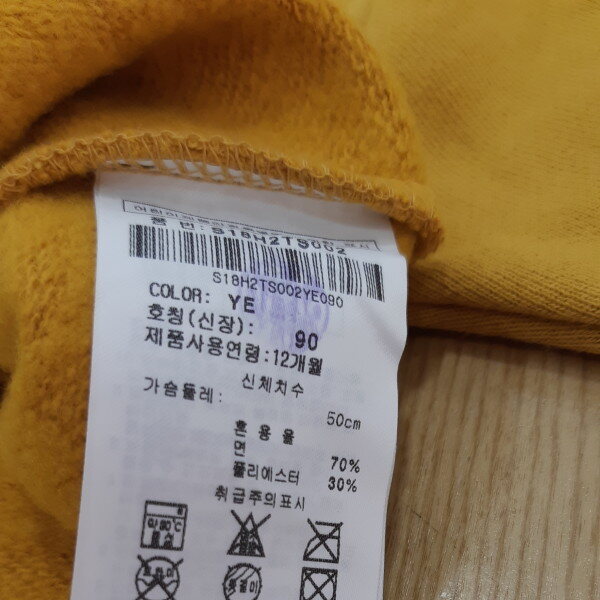 품 번: S18H2TS002
S18H2TS002YE090
COLOR: YE
호칭(신장): 90
제품사용연령:12개월
신체치수
가슴둘레: 50cm
혼 용 율
면 70%
폴리에스터 30%
취급주의표시